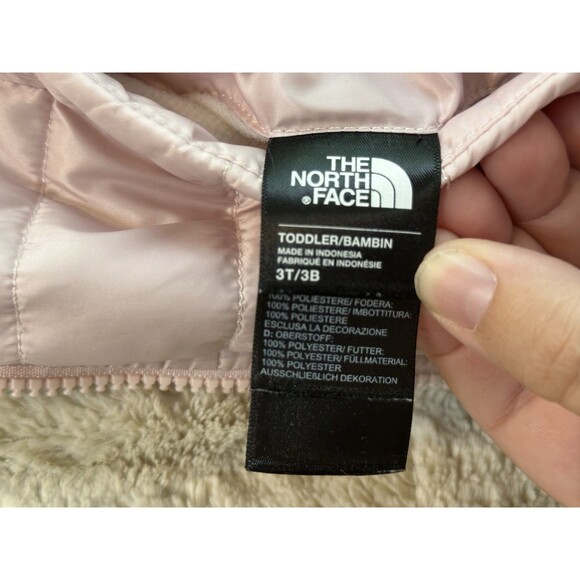 THE
NORTH
®FACE
TODDLER/BAMBIN
MADE IN INDONESIA
FABRIQUÉ EN INDONÉSIE
3T/3B
100% POLIESTERE/ FODERA:
100% POLIESTERE/ IMBOTTITURA:
100% POLIESTERE
ESCLUSA LA DECORAZIONE
D: OBERSTOFF:
100% POLYESTER/ FUTTER:
100% POLYESTER/ FÜLLMATERIAL:
100% POLYESTER
AUSSCHLIEßLICH DEKORATION